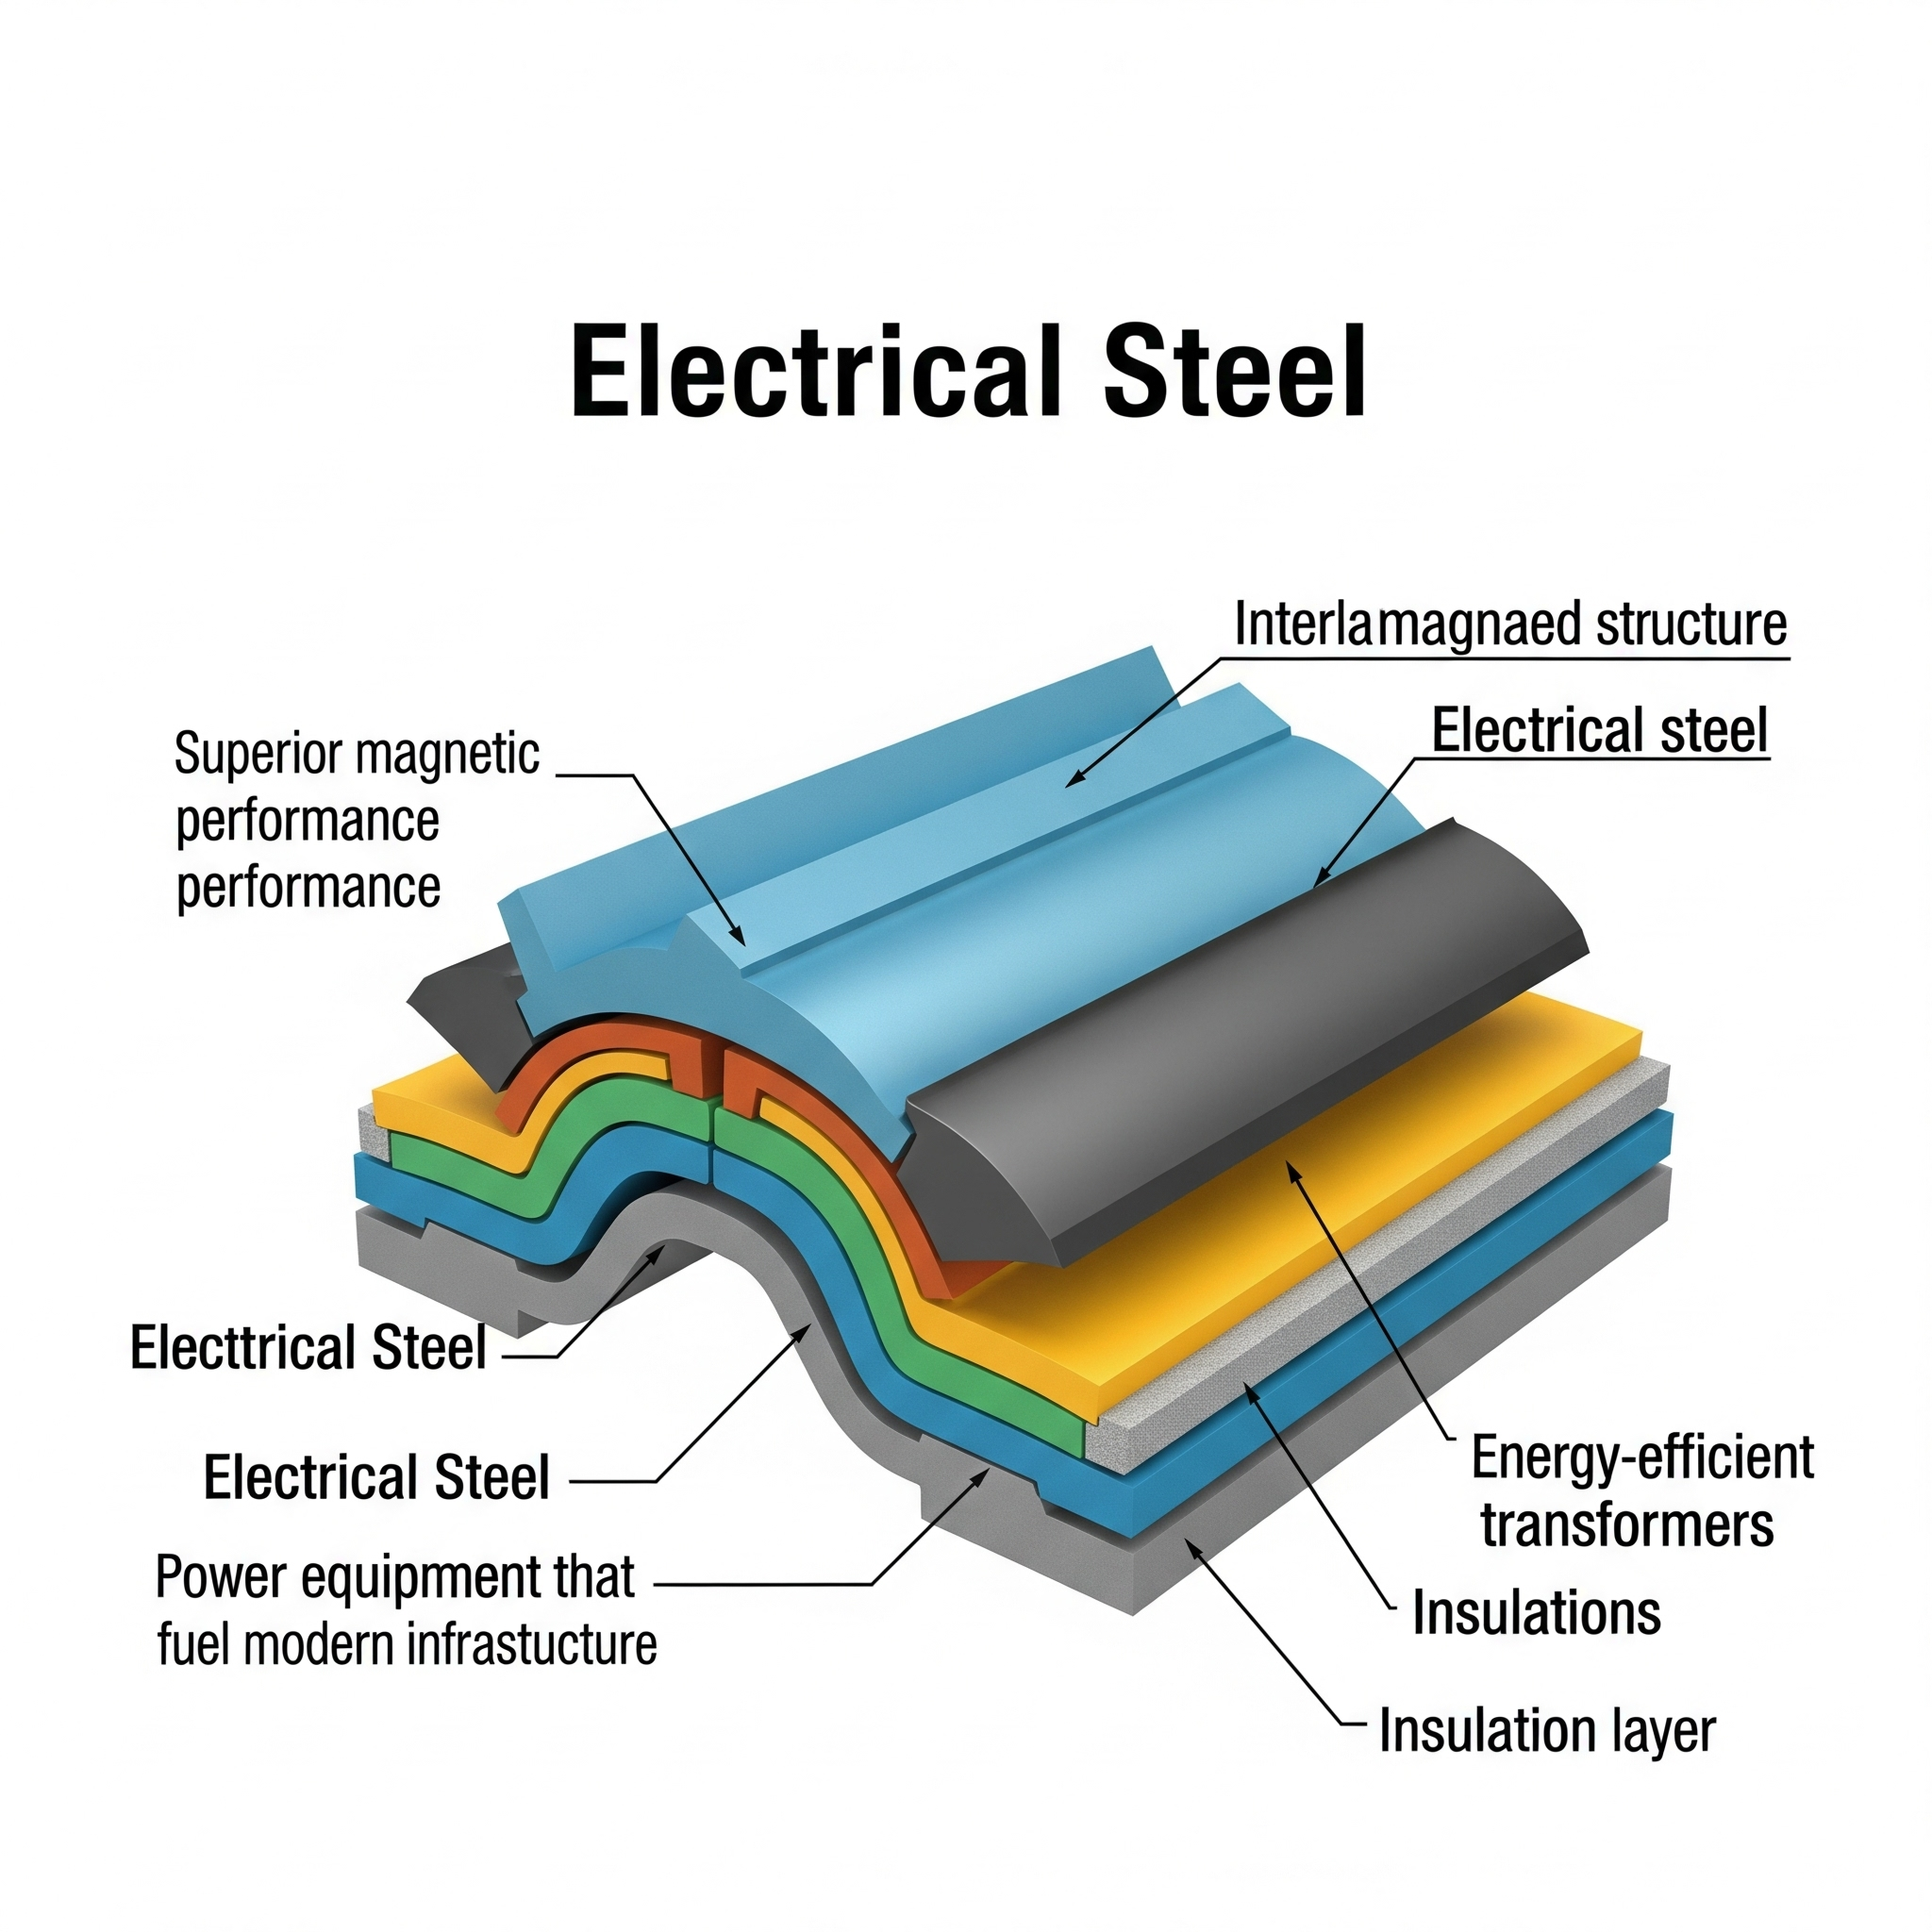 Electrical Steel
Interlamagnaed structure
Electrical steel
Superior magnetic
performance
performance
Electtrical Steel
Electrical Steel
Power equipment that
fuel modern infrastucture
Energy-efficient
transformers
Insulations
Insulation layer